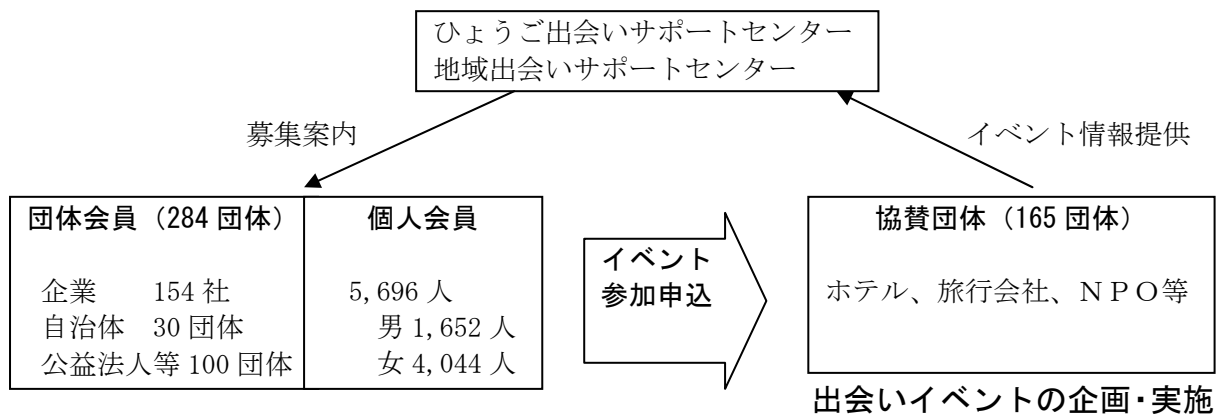 ひょうご出会いサポートセンター
地域出会いサポートセンター
募集案内
イベント情報提供
団体会員（284 団体）
企業 154 社
自治体 30 団体
公益法人等 100 団体
個人会員
5,696 人
男 1,652 人
女 4,044 人
イベント
参加申込
協賛団体（165 団体）
ホテル、旅行会社、ＮＰＯ等
出会いイベントの企画・実施